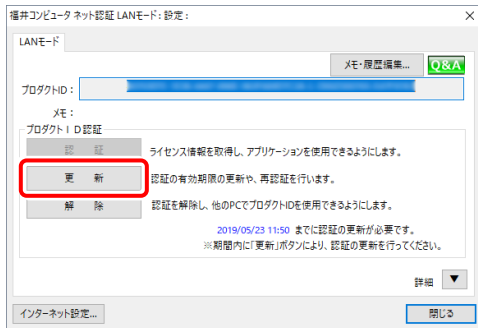 福井コンピュータ ネット認証 LANモード : 設定 :
LANモード
メモ・履歴編集...
Q&A
プロダクトID :
メモ :
プロダクトID認証
認 証
ライセンス情報を取得し、アプリケーションを使用できるようにします。
更 新
認証の有効期限の更新や、再認証を行います。
解 除
認証を解除し、他のPCでプロダクトIDを使用できるようにします。
2019/05/23 11:50 までに認証の更新が必要です。
※期間内に「更新」ボタンにより、認証の更新を行ってください。
詳細 ▼
インターネット設定...
閉じる